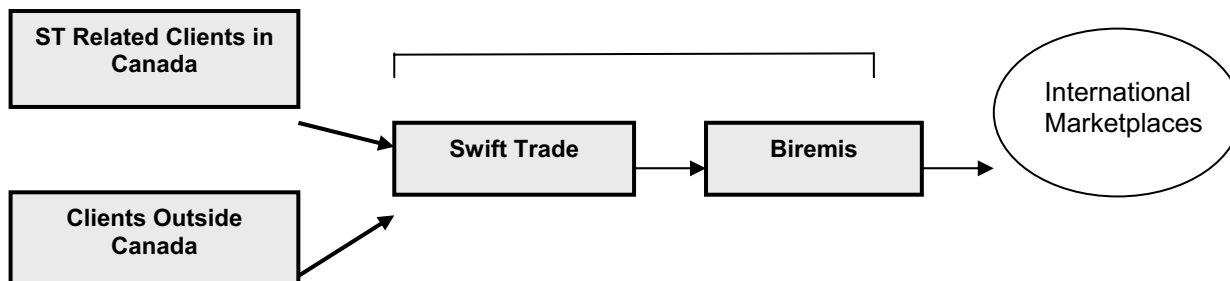 ST Related Clients in
Canada
International
Marketplaces
Swift Trade
Biremis
Clients Outside
Canada